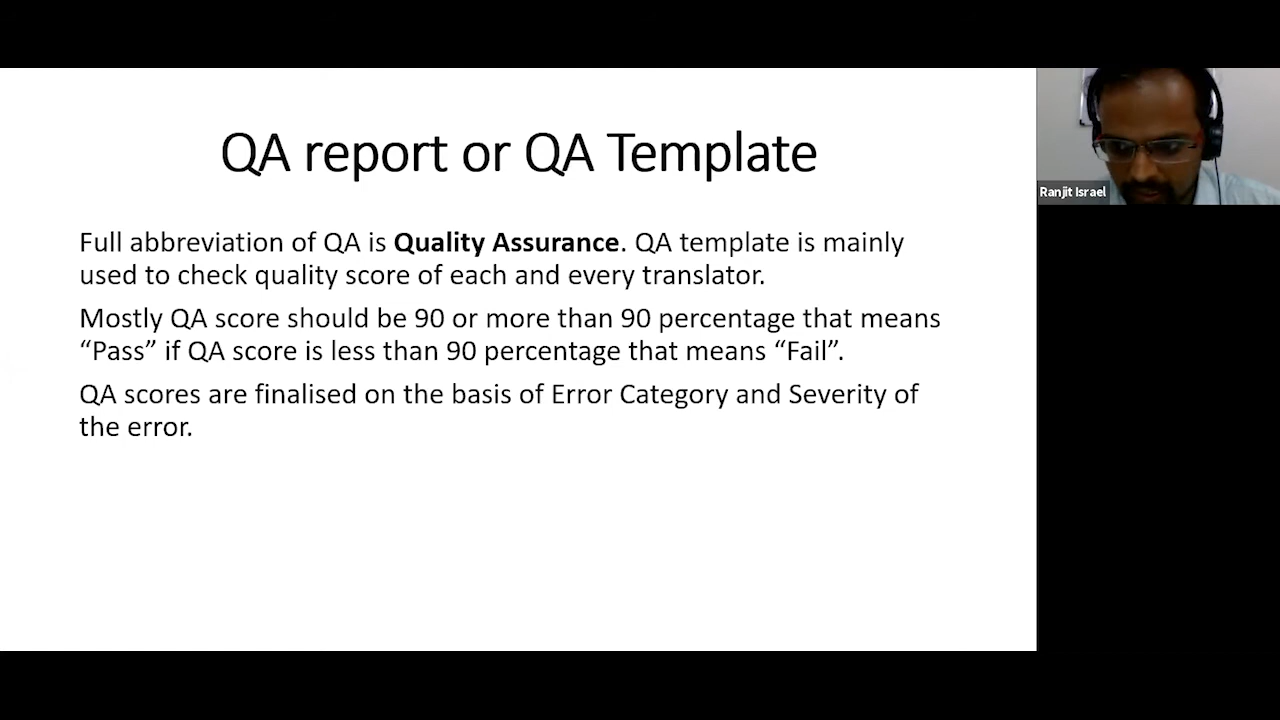 QA report or QA Template
Full abbreviation of QA is Quality Assurance. QA template is mainly
used to check quality score of each and every translator.
Mostly QA score should be 90 or more than 90 percentage that means
“Pass” if QA score is less than 90 percentage that means “Fail”.
QA scores are finalised on the basis of Error Category and Severity of
the error.
Ranjit Israel